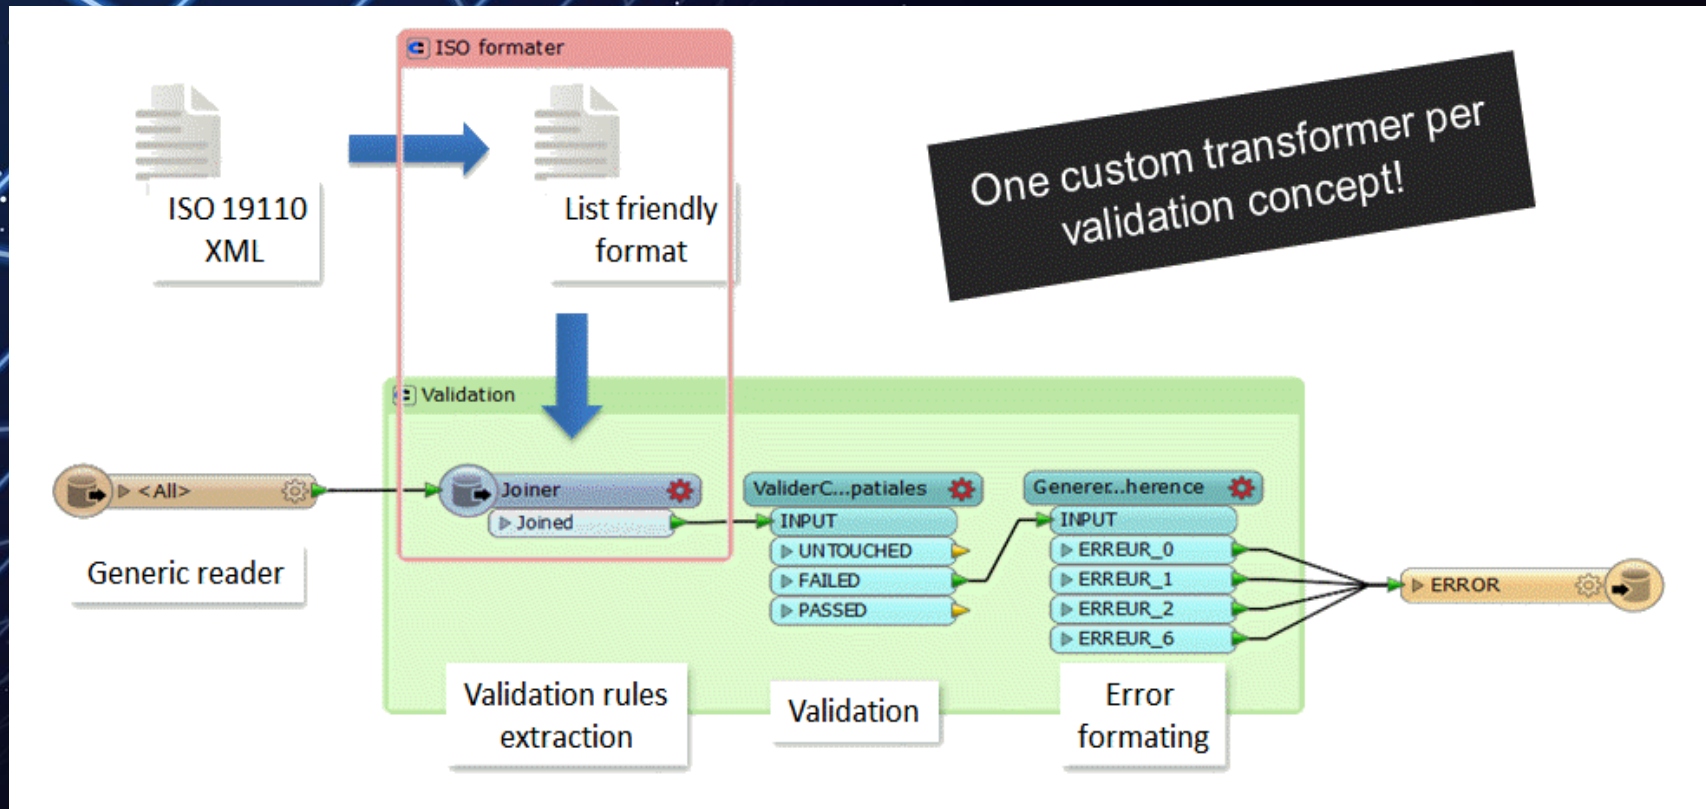 ISO formater
One custom transformer per
validation concept!
ISO 19110
XML
List friendly
format
Validation
<All>
Joiner
Joined
ValiderC...patiales
INPUT
UNTOUCHED
FAILED
PASSED
Generer...herence
INPUT
ERREUR_0
ERREUR_1
ERREUR_2
ERREUR_6
ERROR
Generic reader
Validation rules
extraction
Validation
Error
formating